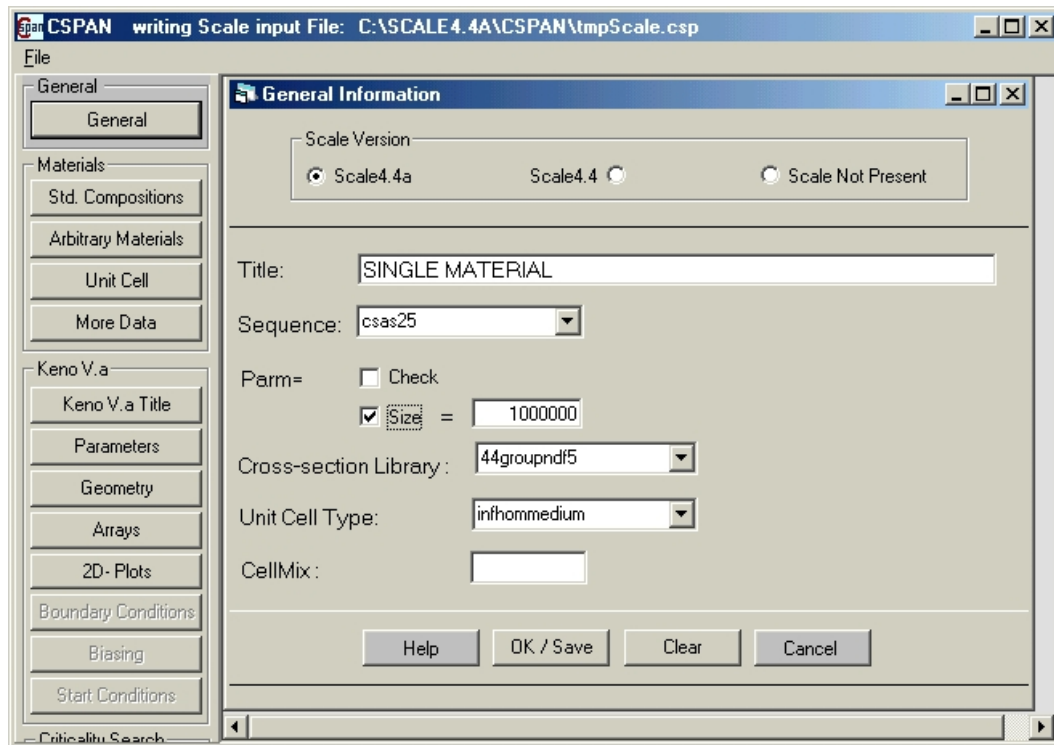 Cspan CSPAN writing Scale input File: C:\SCALE4.4A\CSPAN\tmpScale.csp
File
General
General
Materials
Std. Compositions
Arbitrary Materials
Unit Cell
More Data
Keno V.a
Keno V.a Title
Parameters
Geometry
Arrays
2D- Plots
Boundary Conditions
Biasing
Start Conditions
Criticality Search
General Information
Scale Version
Scale4.4a Scale4.4 Scale Not Present
Title: SINGLE MATERIAL
Sequence: csas25
Parm= Check
Size = 1000000
Cross-section Library : 44groupndf5
Unit Cell Type: infhommedium
CellMix :
Help OK / Save Clear Cancel